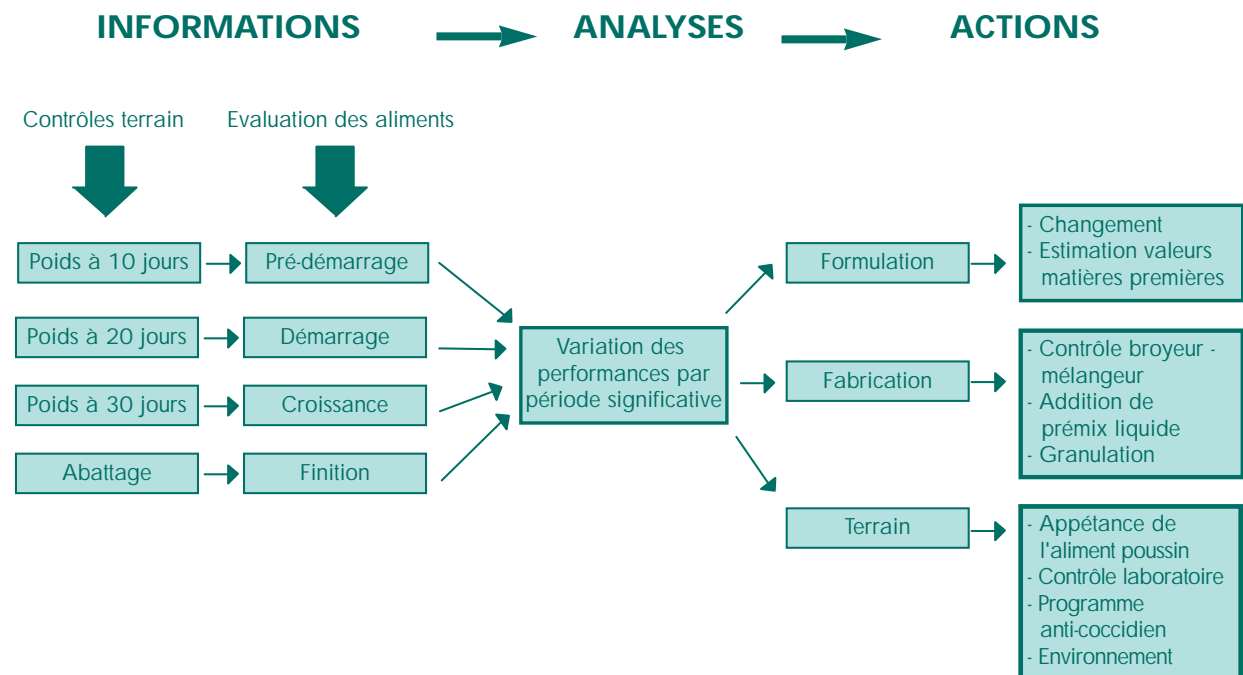 INFORMATIONS
ANALYSES
ACTIONS
Contrôles terrain
Evaluation des aliments
Poids à 10 jours
Pré-démarrage
Poids à 20 jours
Démarrage
Poids à 30 jours
Croissance
Abattage
Finition
Variation des
performances par
période significative
Formulation
- Changement
- Estimation valeurs
matières premières
Fabrication
- Contrôle broyeur -
mélangeur
- Addition de
prémix liquide
- Granulation
Terrain
- Appétance de
l'aliment poussin
- Contrôle laboratoire
- Programme
anti-coccidien
- Environnement